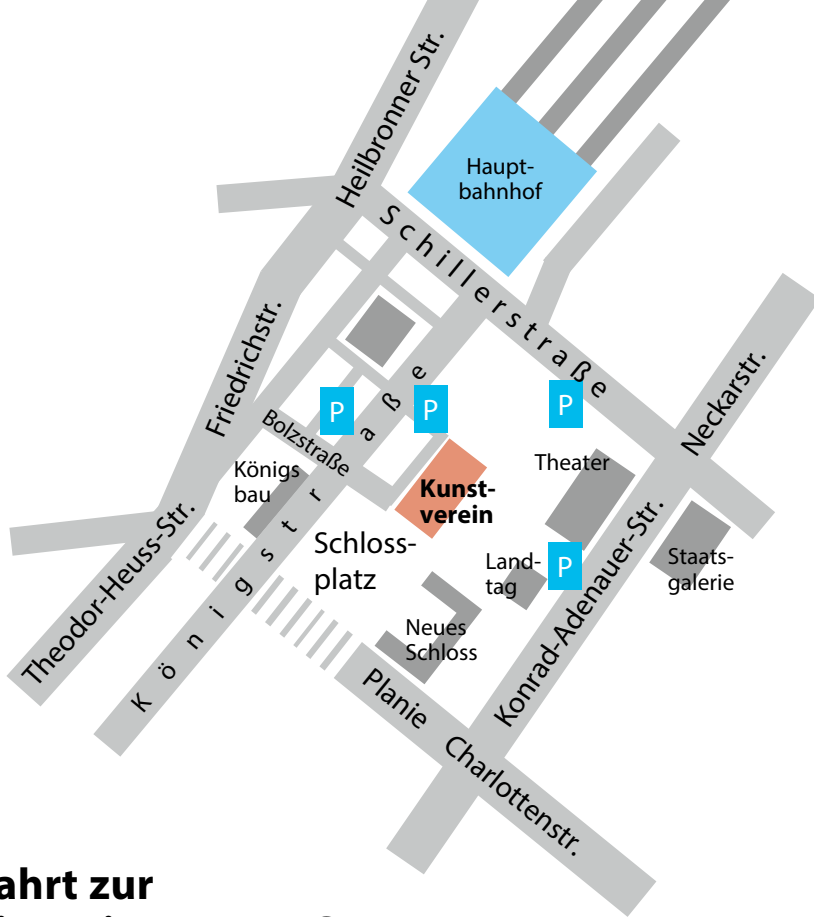 Heilbronner Str.
Haupt-
bahnhof
Schillerstraße
Friedrichstr.
Neckarstr.
P
P
P
Bolzstraße
Königstraße
Königs
bau
Theater
Kunst-
verein
Theodor-Heuss-Str.
Schloss-
platz
Land-
tag
P
Staats-
galerie
Konrad-Adenauer-Str.
Neues
Schloss
Planie
Charlottenstr.
ahrt zur